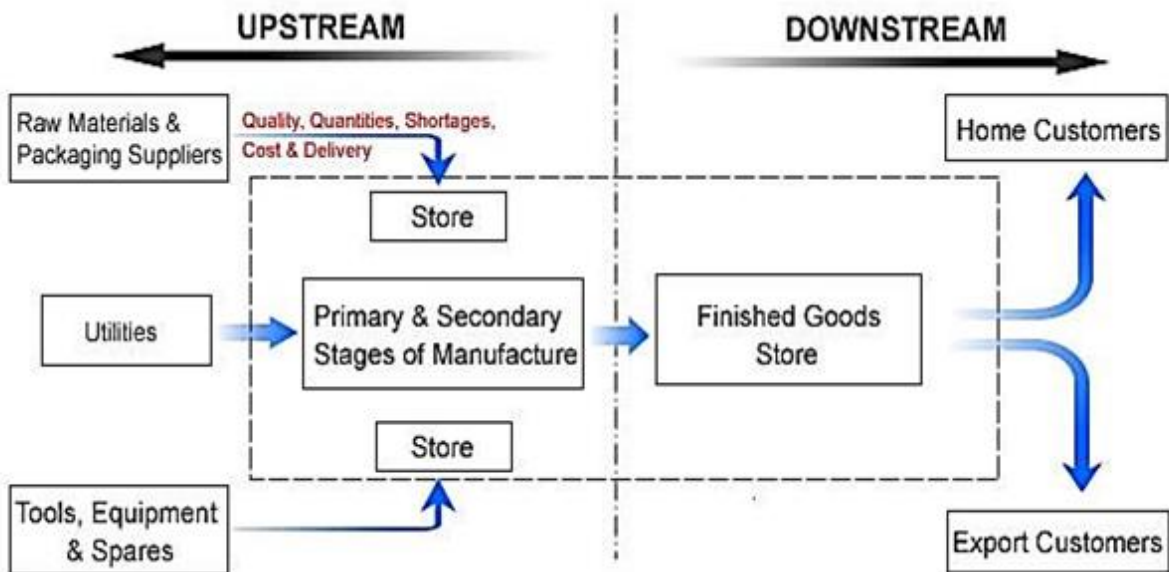 UPSTREAM
DOWNSTREAM
Raw Materials &
Packaging Suppliers
Quality, Quantities, Shortages,
Cost & Delivery
Home Customers
Store
Utilities
Primary & Secondary
Stages of Manufacture
Finished Goods
Store
Store
Tools, Equipment
& Spares
Export Customers